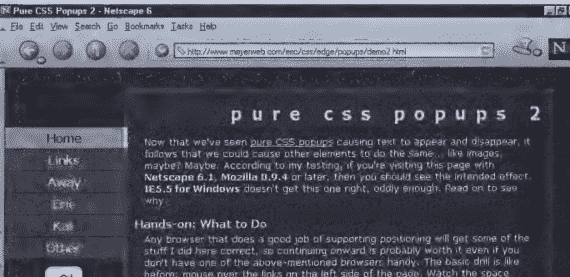 Pure CSS Popups 2 - Netscape 6
File Edit View Search Go Bookmarks Tasks Help
http://www.meyerweb.com/eric/css/edge/popups/demo2.html
N
pure css popups 2
Home
Links
Away
Eric
Kat
Other
Now that we've seen pure CSS popups causing text to appear and disappear, it
follows that we could cause other elements to do the same... like images,
maybe? Maybe. According to my testing, if you're visiting this page with
Netscape 6.1, Mozilla 0.9.4 or later, then you should see the intended effect.
IE5.5 for Windows doesn't get this one right, oddly enough. Read on to see
why.
Hands-on: What to Do
Any browser that does a good job of supporting positioning will get some of the
stuff I did here correct, so continuing onward is probably worth it even if you
don't have one of the above-mentioned browsers handy. The basic drill is like
before: mouse over the links on the left side of the page. Watch the space